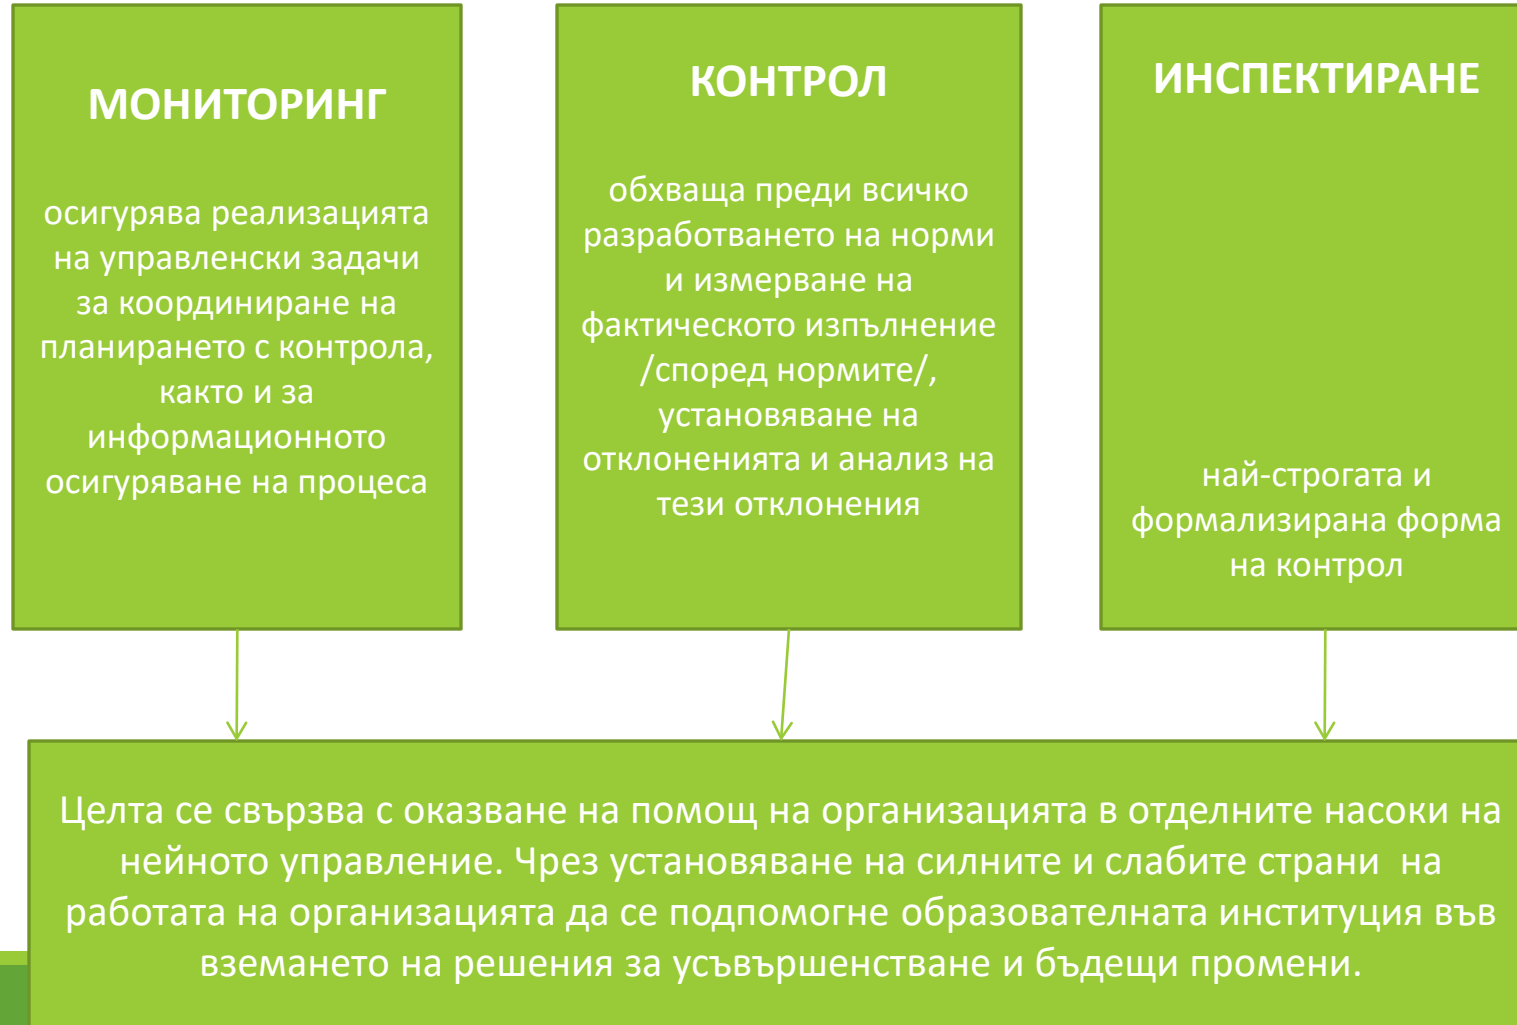 МОНИТОРИНГ
осигурява реализацията
на управленски задачи
за координиране на
планирането с контрола,
както и за
информационното
осигуряване на процеса
КОНТРОЛ
обхваща преди всичко
разработването на норми
и измерване на
фактическото изпълнение
/според нормите/,
установяване на
отклоненията и анализ на
тези отклонения
ИНСПЕКТИРАНЕ
най-строгата и
формализирана форма
на контрол
Целта се свързва с оказване на помощ на организацията в отделните насоки на
нейното управление. Чрез установяване на силните и слабите страни на
работата на организацията да се подпомогне образователната институция във
вземането на решения за усъвършенстване и бъдещи промени.